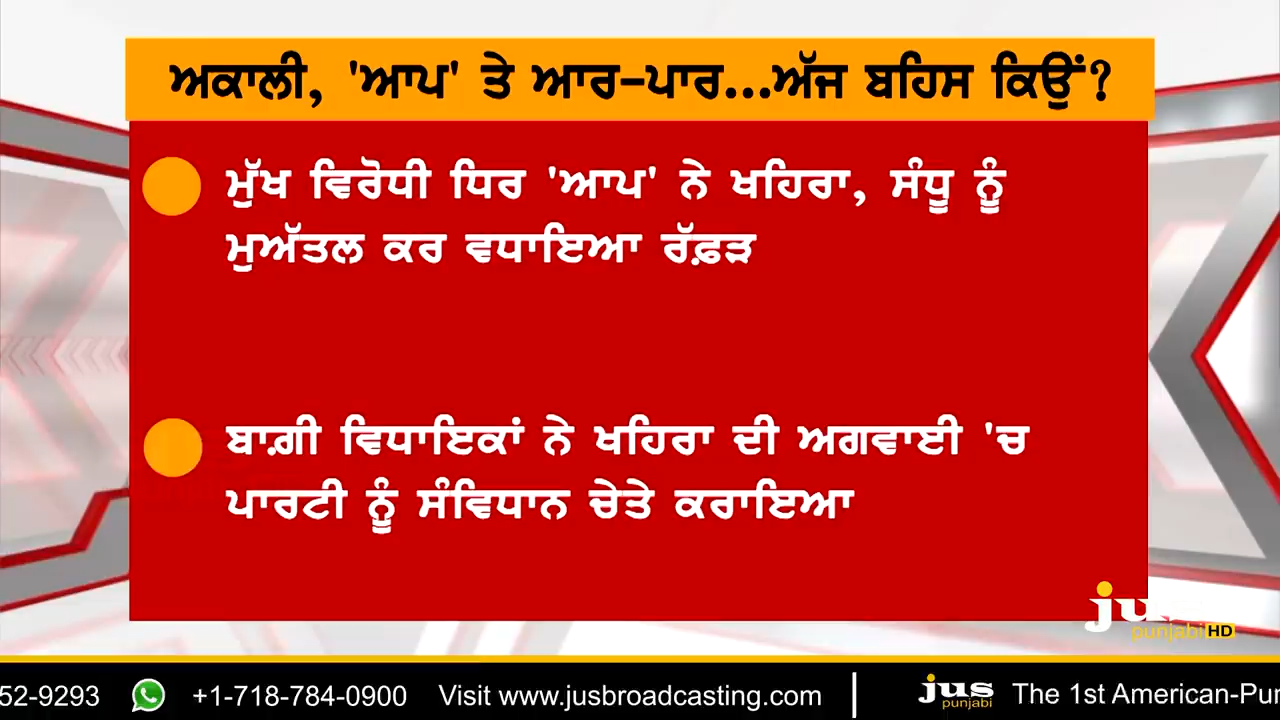 ਅਕਾਲੀ, 'ਆਪ' ਤੇ ਆਰ-ਪਾਰ...ਅੱਜ ਬਹਿਸ ਕਿਉਂ?
ਮੁੱਖ ਵਿਰੋਧੀ ਧਿਰ 'ਆਪ' ਨੇ ਖਹਿਰਾ, ਸੰਧੂ ਨੂੰ
ਮੁਅੱਤਲ ਕਰ ਵਧਾਇਆ ਰੱਫ਼ੜ
ਬਾਗ਼ੀ ਵਿਧਾਇਕਾਂ ਨੇ ਖਹਿਰਾ ਦੀ ਅਗਵਾਈ 'ਚ
ਪਾਰਟੀ ਨੂੰ ਸੰਵਿਧਾਨ ਚੇਤੇ ਕਰਾਇਆ
jus
punjabi HD
52-9293 +1-718-784-0900 Visit www.jusbroadcasting.com | jus punjabi The 1st American-Pun